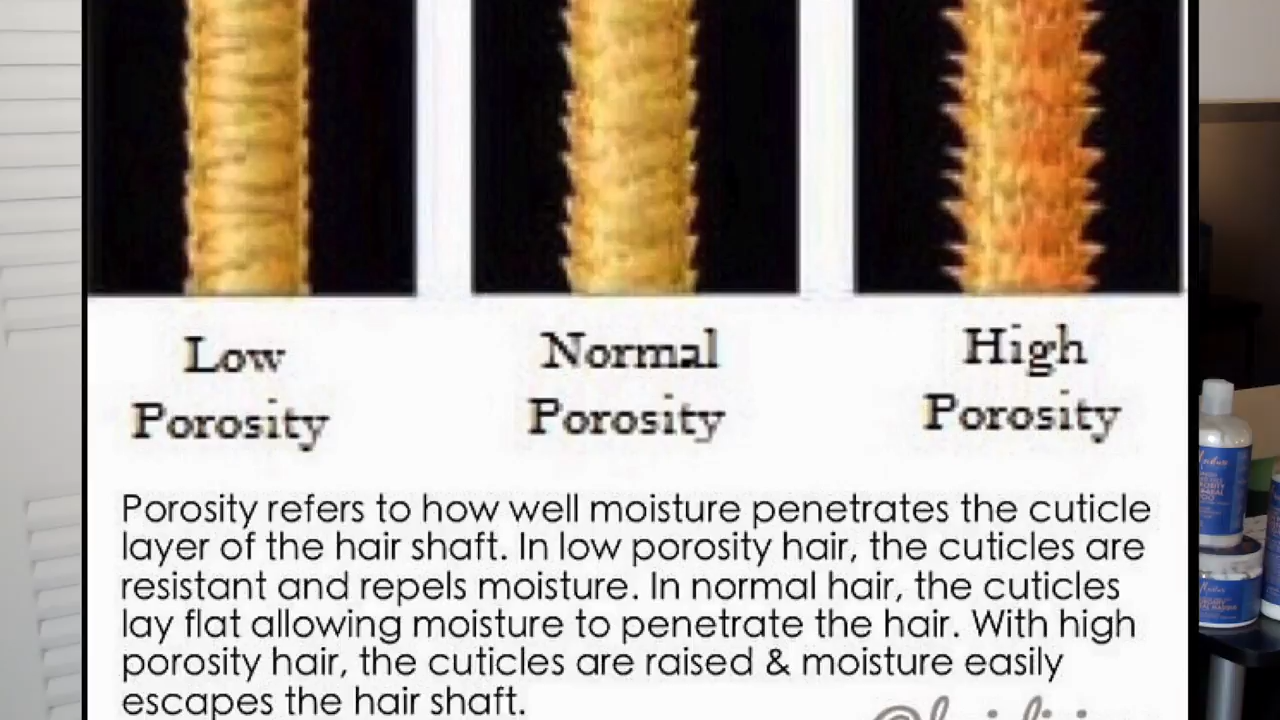 Low
Porosity
Normal
Porosity
High
Porosity
Porosity refers to how well moisture penetrates the cuticle
layer of the hair shaft. In low porosity hair, the cuticles are
resistant and repels moisture. In normal hair, the cuticles
lay flat allowing moisture to penetrate the hair. With high
porosity hair, the cuticles are raised & moisture easily
escapes the hair shaft.